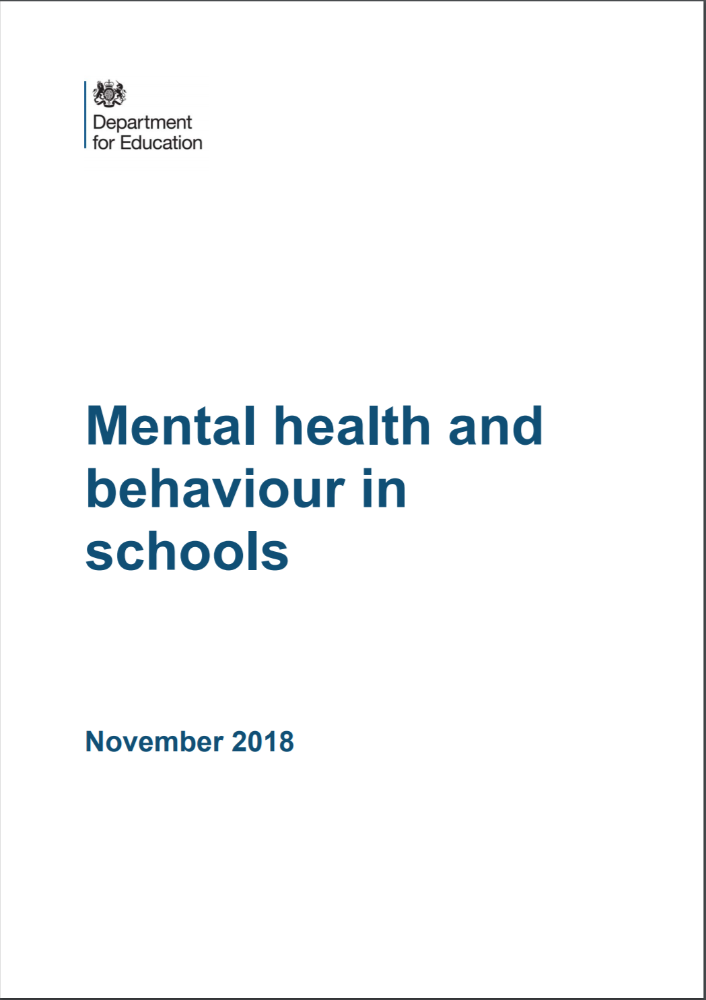 Department
for Education
Mental health and
behaviour in
schools
November 2018